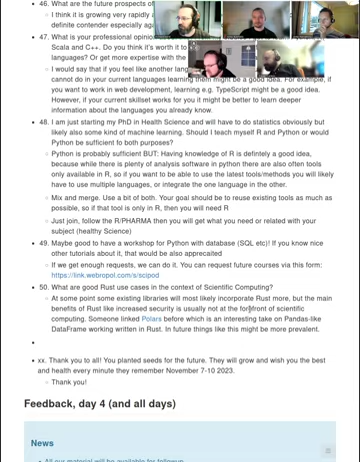 46. What are the future prospects of
I think it is growing very rapidly a
definite contender especially ag
47. What is your professional opinion
Scala and C++. Do you think it's worth it to
languages? Or get more expertise with the
I would say that if you feel like another lang
cannot do in your current languages learning them might be a good idea. For example, if
you want to work in web development, learning e.g. TypeScript might be a good idea.
However, if your current skillset works for you it might be better to learn deeper
information about the languages you already know.
48. I am just starting my PhD in Health Science and will have to do statistics obviously but
likely also some kind of machine learning. Should I teach myself R and Python or would
Python be sufficient to both purposes?
Python is probably sufficient BUT: Having knowledge of R is defintely a good idea,
because while there is plenty of analysis software in python there are also often tools
only available in R, so if you want to be able to use the latest tools/methods you will likely
have to use multiple languages, or integrate the one language in the other.
Mix and merge. Use a bit of both. Your goal should be to reuse existing tools as much as
possible, so if that tool is only in R, then you will need R
Just join, follow the R/PHARMA then you will get what you need or related with your
subject (healthy Science)
49. Maybe good to have a workshop for Python with database (SQL etc)! If you know nice
other tutorials about it, that would be also appreacaited
If we get enough requests, we can do it. You can request future courses via this form:
https://link.webropol.com/s/scipod
50. What are good Rust use cases in the context of Scientific Computing?
At some point some existing libraries will most likely incorporate Rust more, but the main
benefits of Rust like increased security is usually not at the forefront of scientific
computing. Someone linked Polars before which is an interesting take on Pandas-like
DataFrame working written in Rust. In future things like this might be more prevalent.
xx. Thank you to all! You planted seeds for the future. They will grow and wish you the best
and health every minute they remember November 7-10 2023.
Thank you!
Feedback, day 4 (and all days)
News
All our material will be available for followup